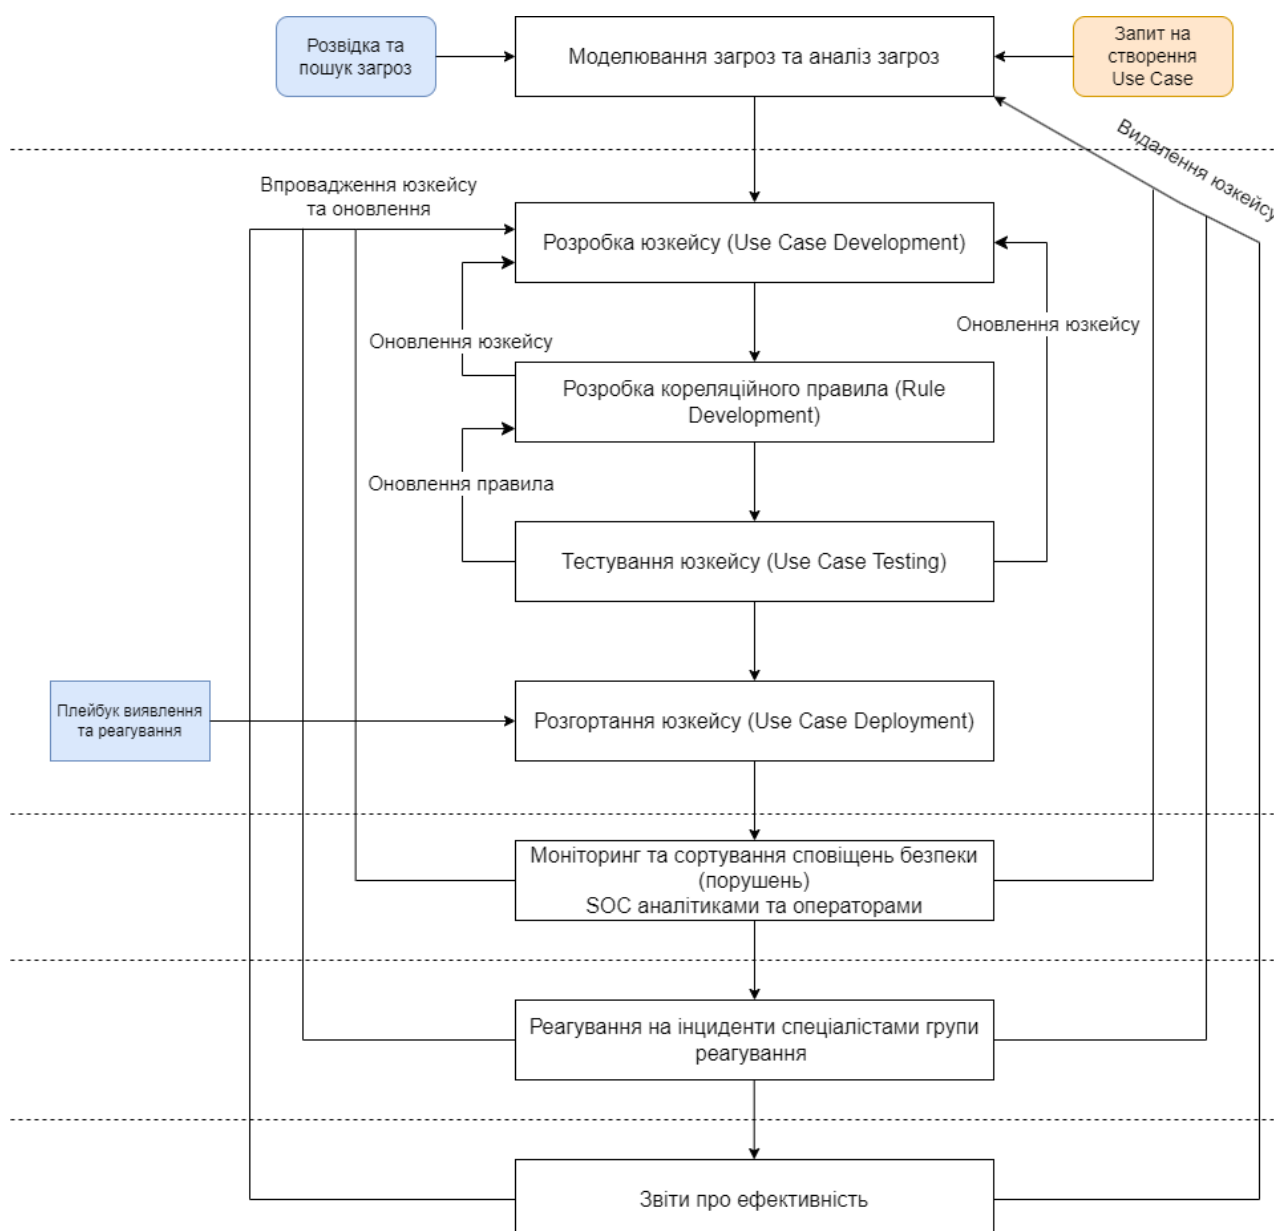 Розвідка та
пошук загроз
Моделювання загроз та аналіз загроз
Запит на
створення
Use Case
Видалення юзкейсу
Впровадження юзкейсу
та оновлення
Розробка юзкейсу (Use Case Development)
Оновлення юзкейсу
Оновлення юзкейсу
Розробка кореляційного правила (Rule
Development)
Оновлення правила
Тестування юзкейсу (Use Case Testing)
Плейбук виявлення
та реагування
Розгортання юзкейсу (Use Case Deployment)
Моніторинг та сортування сповіщень безпеки
(порушень)
SOC аналітиками та операторами
Реагування на інциденти спеціалістами групи
реагування
Звіти про ефективність